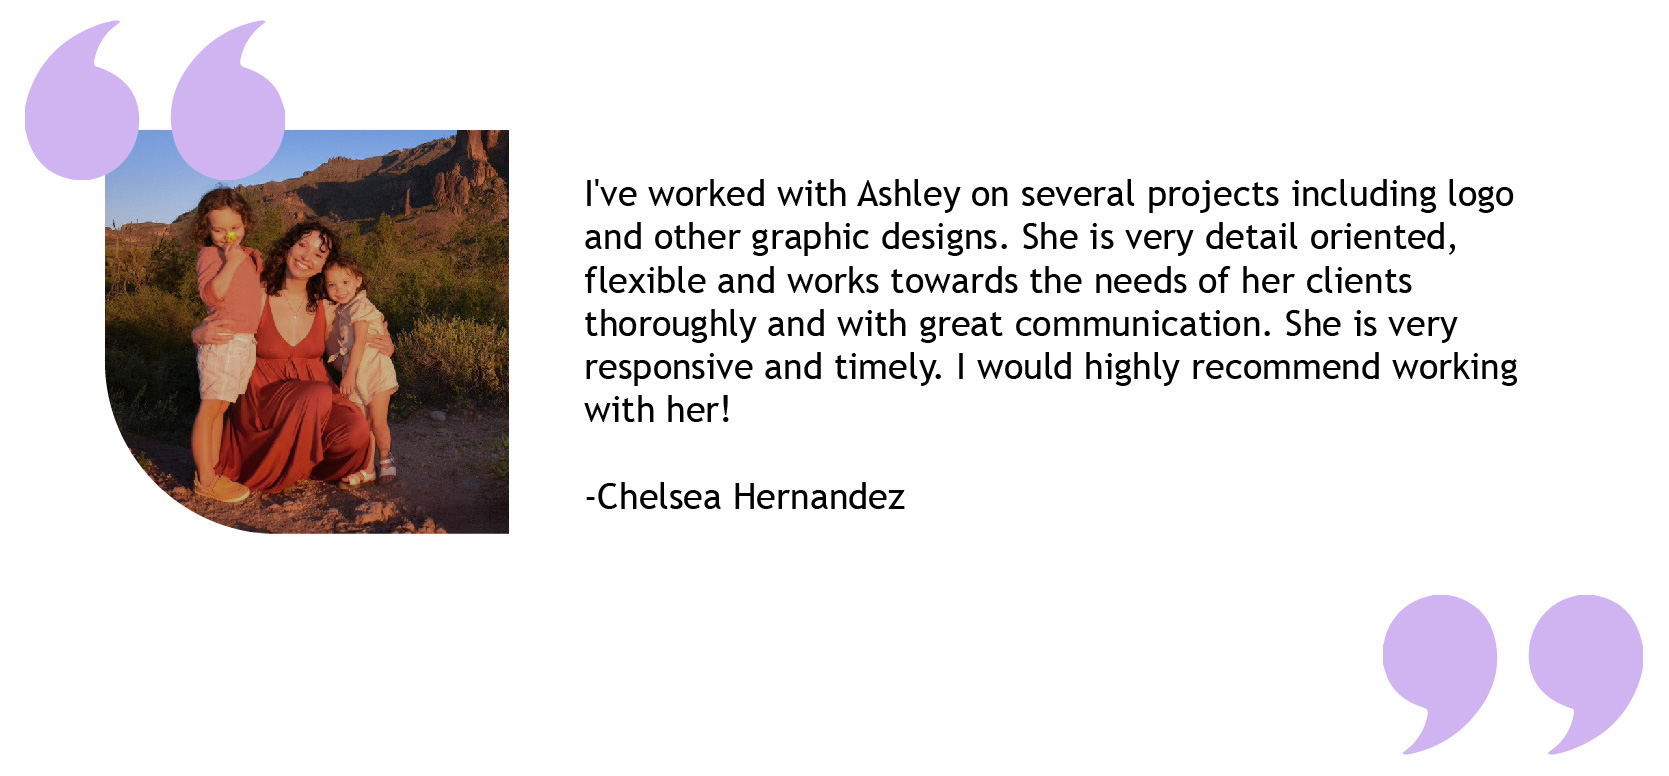 I've worked with Ashley on several projects including logo
and other graphic designs. She is very detail oriented,
flexible and works towards the needs of her clients
thoroughly and with great communication. She is very
responsive and timely. I would highly recommend working
with her!
-Chelsea Hernandez